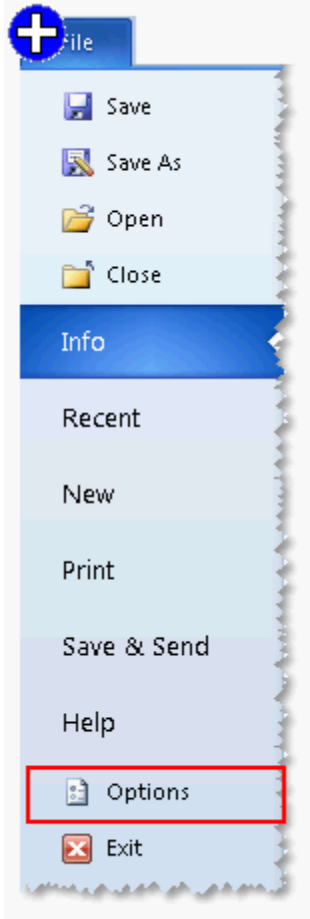 File
Save
Save As
Open
Close
Info
Recent
New
Print
Save & Send
Help
Options
Exit